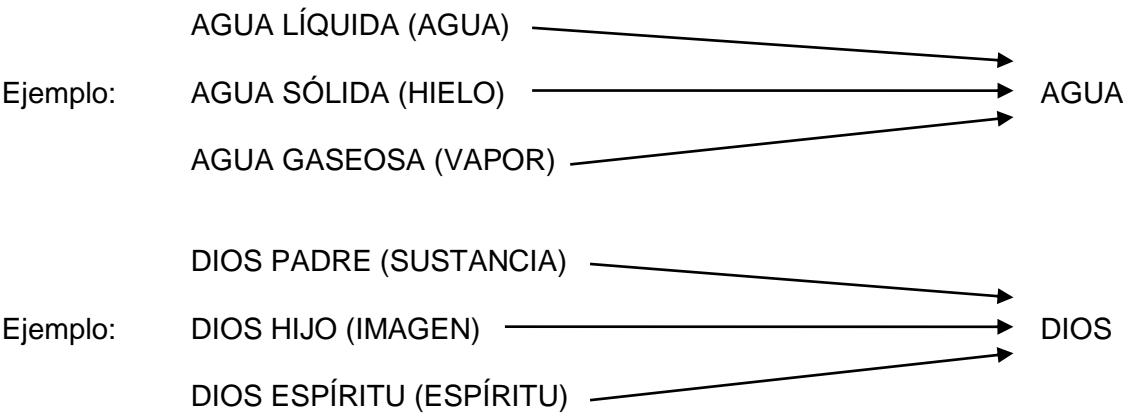 AGUA LÍQUIDA (AGUA)
Ejemplo: AGUA SÓLIDA (HIELO) AGUA
AGUA GASEOSA (VAPOR)
DIOS PADRE (SUSTANCIA)
Ejemplo: DIOS HIJO (IMAGEN) DIOS
DIOS ESPÍRITU (ESPÍRITU)